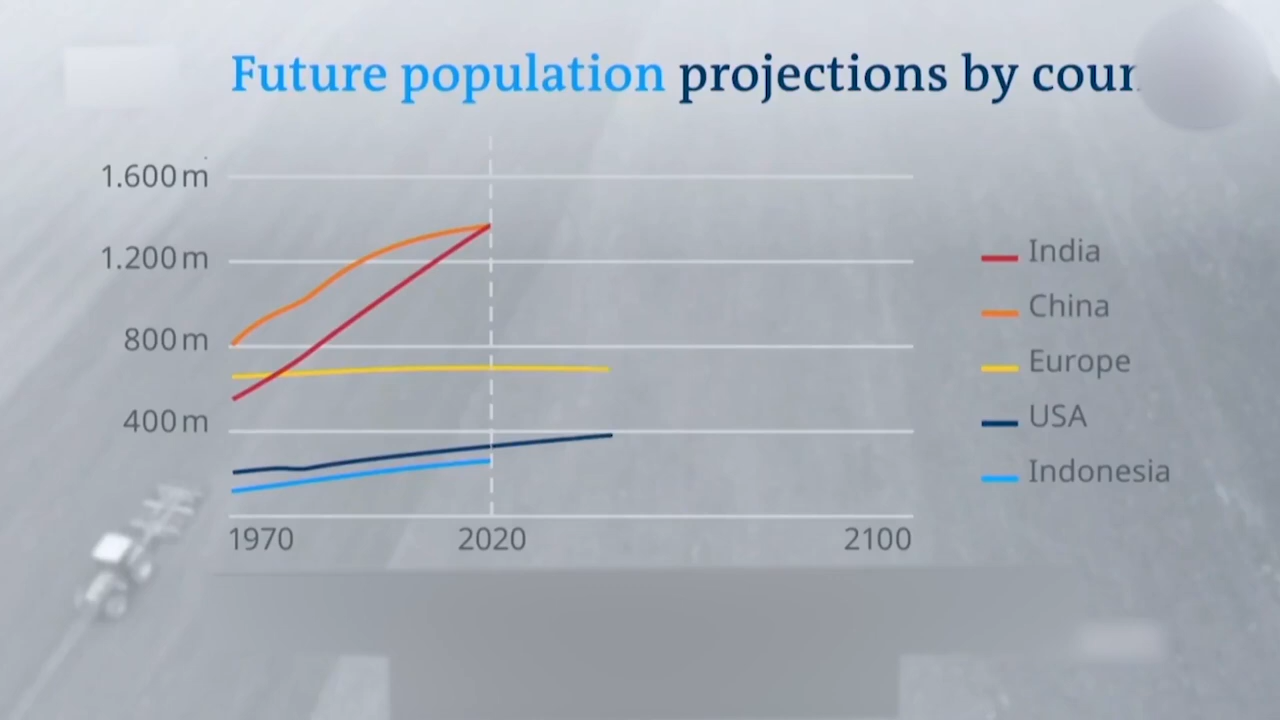 Future population projections by cour
1.600 m
1.200 m
800 m
400 m
1970 2020 2100
India
China
Europe
USA
Indonesia